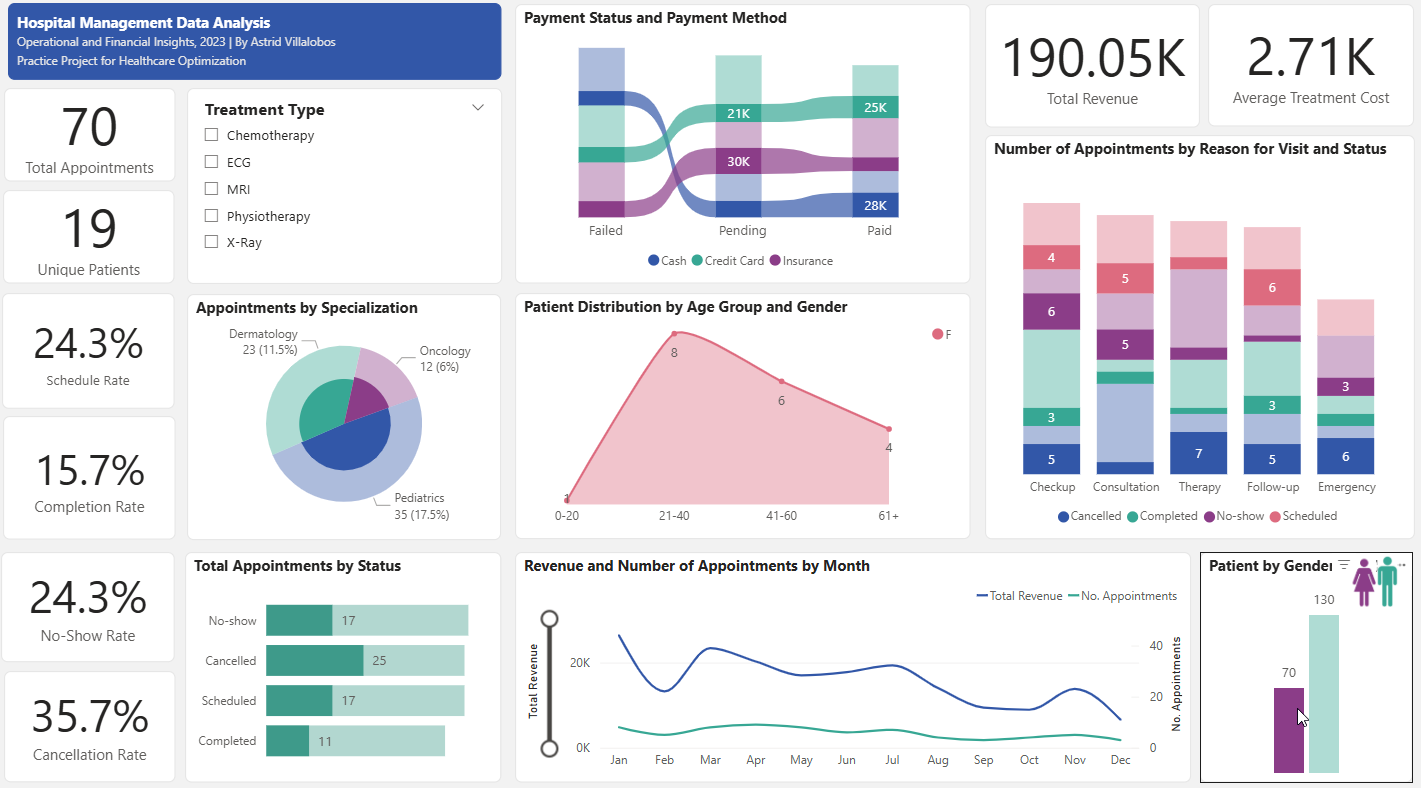 Hospital Management Data Analysis
Operational and Financial Insights, 2023 | By Astrid Villalobos
Practice Project for Healthcare Optimization
70
Total Appointments
19
Unique Patients
24.3%
Schedule Rate
15.7%
Completion Rate
24.3%
No-Show Rate
35.7%
Cancellation Rate
Treatment Type
Chemotherapy
ECG
MRI
Physiotherapy
X-Ray
Appointments by Specialization
Dermatology
23 (11.5%)
Oncology
12 (6%)
Pediatrics
35 (17.5%)
Total Appointments by Status
No-show 17
Cancelled 25
Scheduled 17
Completed 11
Payment Status and Payment Method
21K 25K
30K
28K
Failed Pending Paid
Cash Credit Card Insurance
Patient Distribution by Age Group and Gender
F
1 8 6 4
0-20 21-40 41-60 61+
Revenue and Number of Appointments by Month
Total Revenue No. Appointments
Total Revenue
20K
0K
Jan Feb Mar Apr May Jun Jul Aug Sep Oct Nov Dec
40
20
0
No. Appointments
190.05K
Total Revenue
2.71K
Average Treatment Cost
Number of Appointments by Reason for Visit and Status
4 5 6
6 5 3
3 3
5 7 5 6
Checkup Consultation Therapy Follow-up Emergency
Cancelled Completed No-show Scheduled
Patient by Gender
130
70